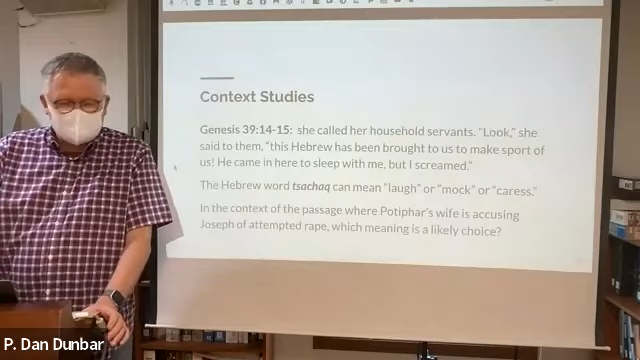 Context Studies
Genesis 39:14-15: she called her household servants. "Look," she
said to them, "this Hebrew has been brought to us to make sport of
us! He came in here to sleep with me, but I screamed."
The Hebrew word tsachaq can mean "laugh" or "mock" or "caress."
In the context of the passage where Potiphar's wife is accusing
Joseph of attempted rape, which meaning is a likely choice?
P. Dan Dunbar